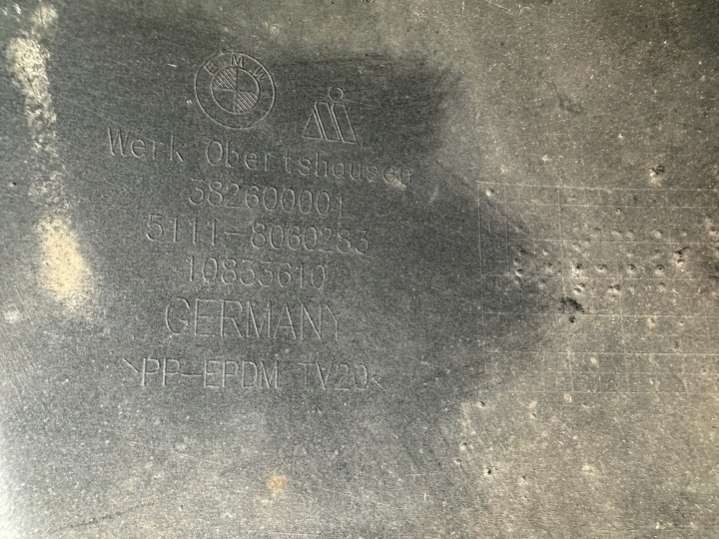 BMW
Werk Obertshausen
382600001
5111-8060283
10853610
GERMANY
>PP-EPDM TV20<